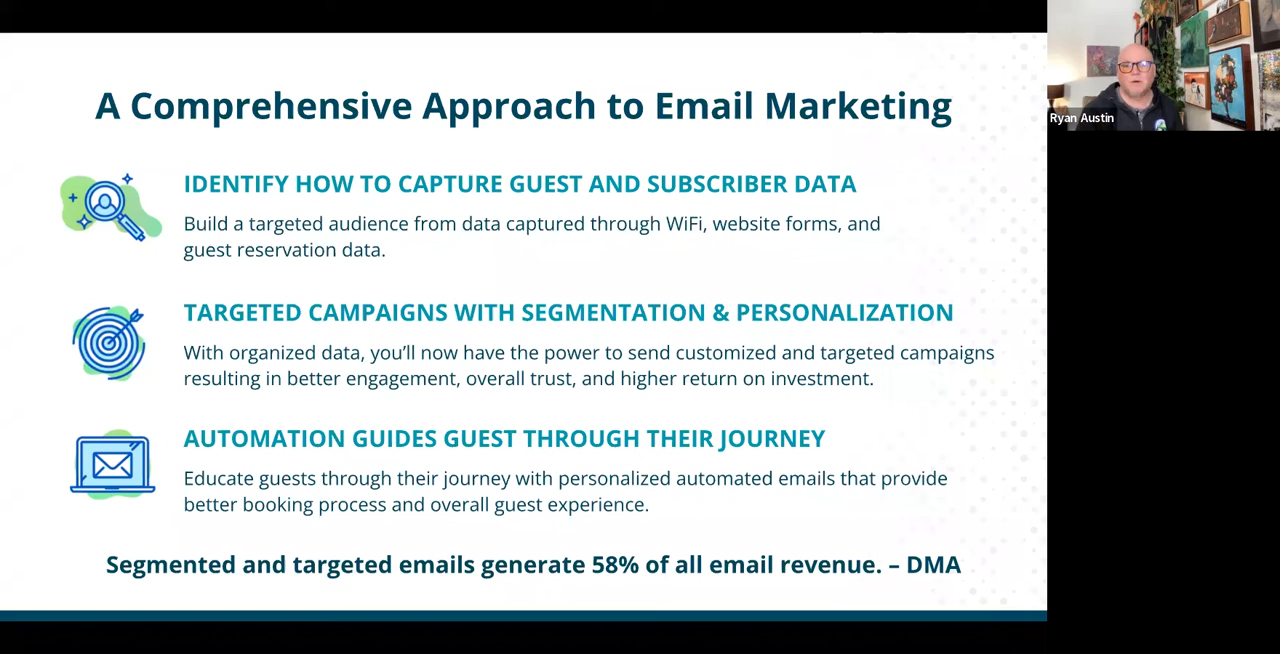 A Comprehensive Approach to Email Marketing
IDENTIFY HOW TO CAPTURE GUEST AND SUBSCRIBER DATA
Build a targeted audience from data captured through WiFi, website forms, and
guest reservation data.
TARGETED CAMPAIGNS WITH SEGMENTATION & PERSONALIZATION
With organized data, you’ll now have the power to send customized and targeted campaigns
resulting in better engagement, overall trust, and higher return on investment.
AUTOMATION GUIDES GUEST THROUGH THEIR JOURNEY
Educate guests through their journey with personalized automated emails that provide
better booking process and overall guest experience.
Segmented and targeted emails generate 58% of all email revenue. – DMA
Ryan Austin